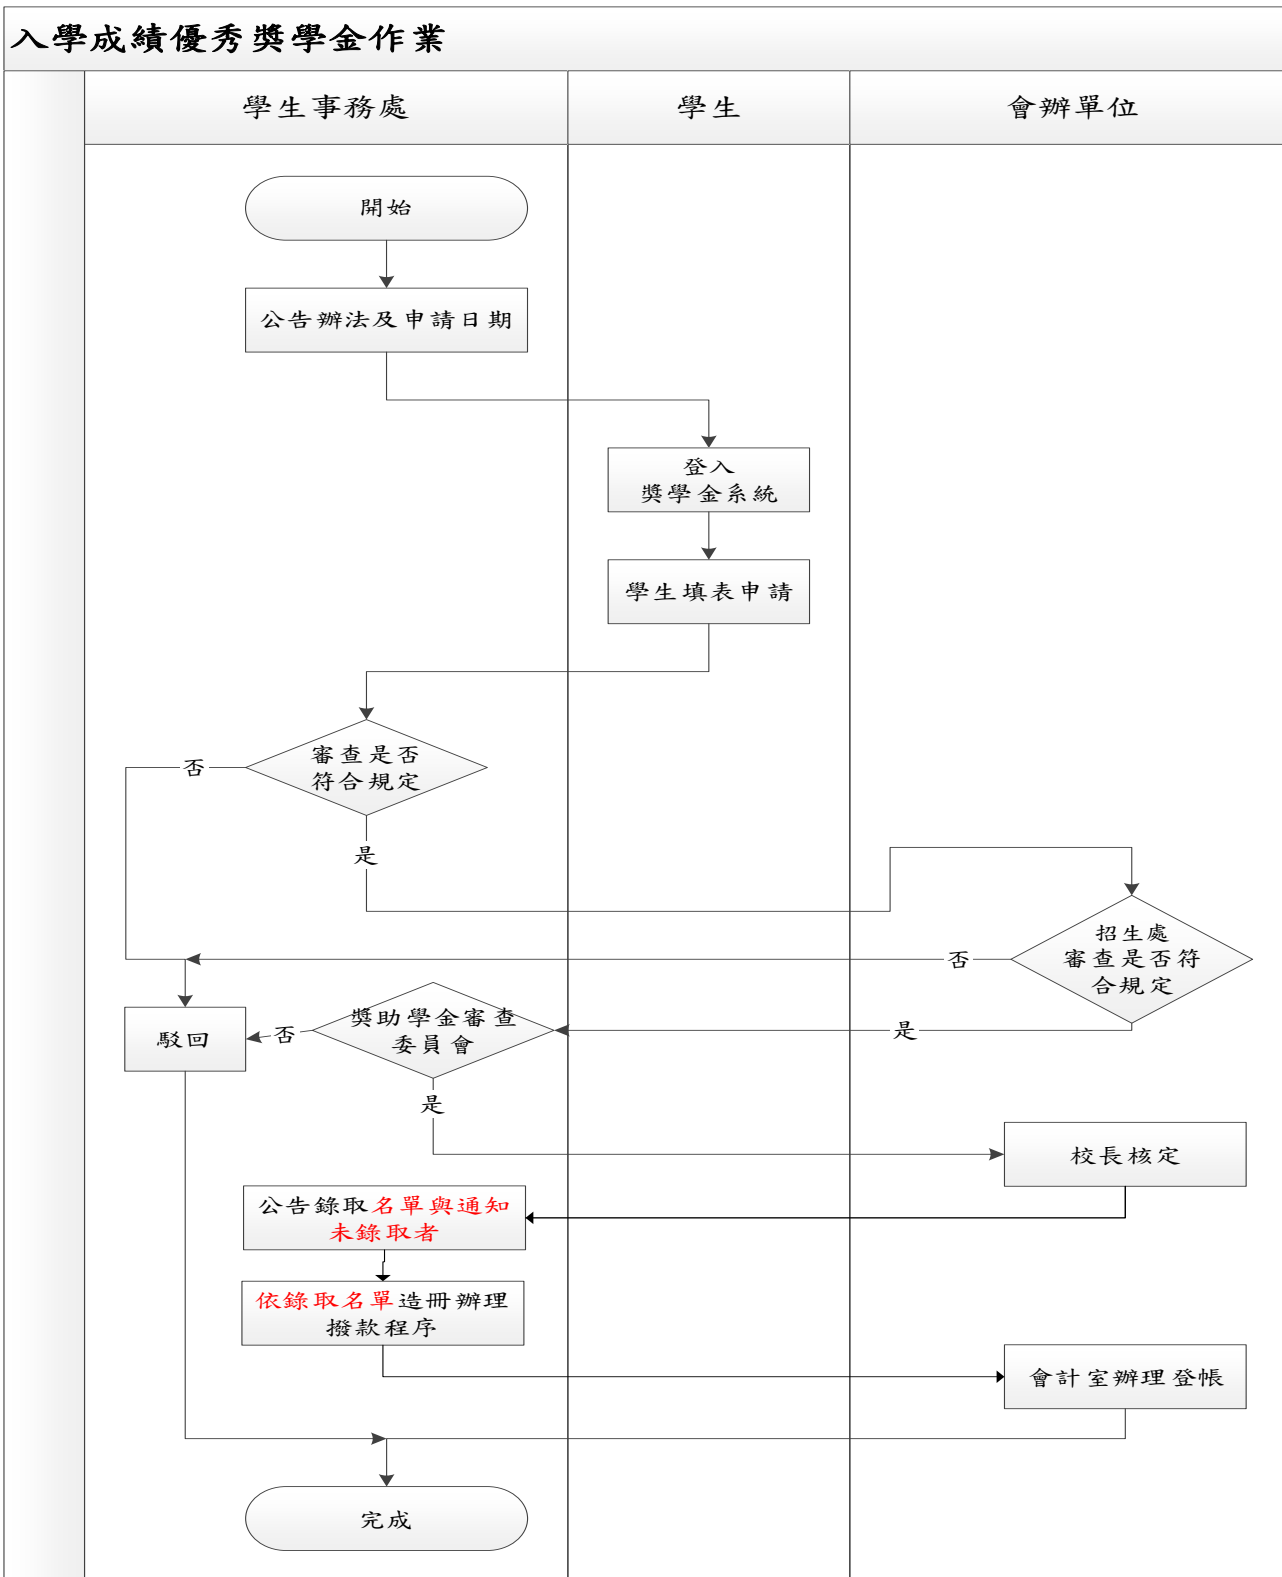 入學成績優秀獎學金作業
學生事務處
學生
會辦單位
開始
公告辦法及申請日期
登入
獎學金系統
學生填表申請
審查是否
符合規定
否
是
招生處
審查是否符
合規定
否
是
獎助學金審查
委員會
否
駁回
是
校長核定
公告錄取名單與通知
未錄取者
依錄取名單造冊辦理
撥款程序
會計室辦理登帳
完成